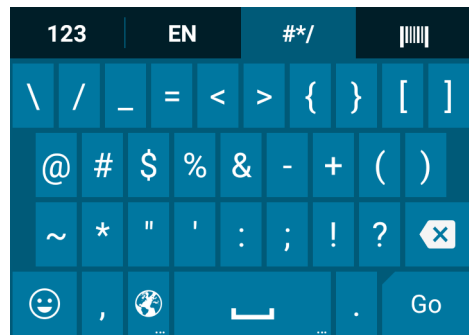 123 EN #*/
\ / _ = < > { } [ ]
@ # $ % & - + ( )
~ * " ' : ; ! ?
, ... ... . Go